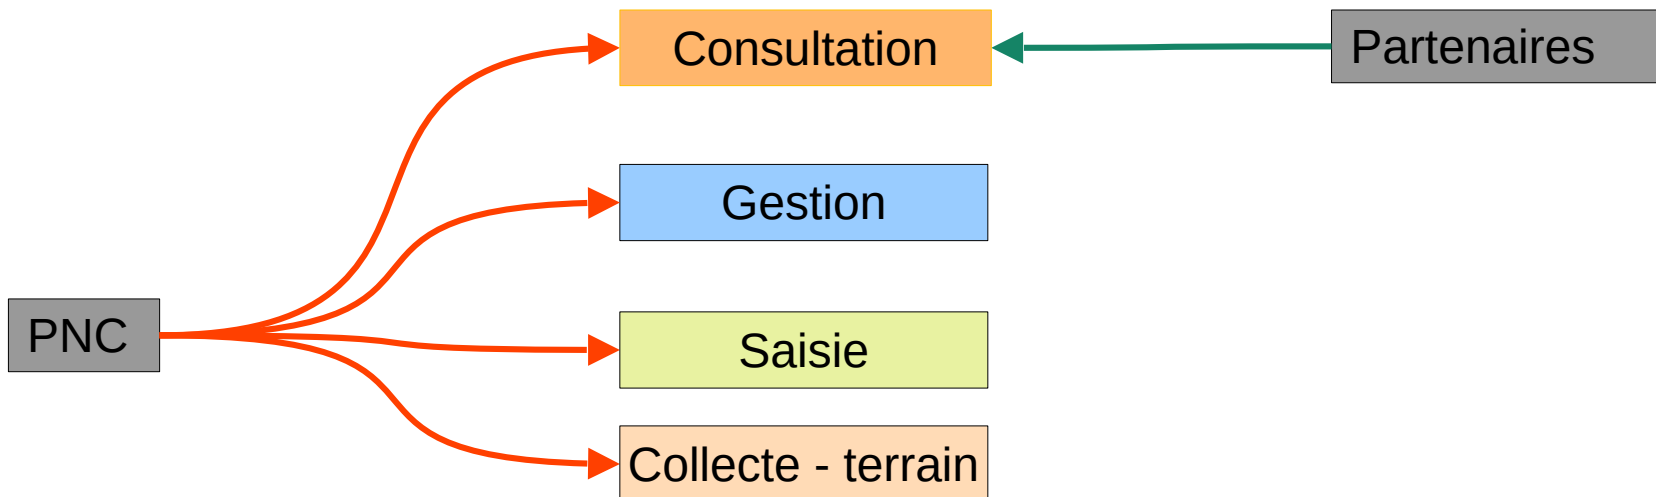 Consultation
Partenaires
Gestion
PNC
Saisie
Collecte - terrain